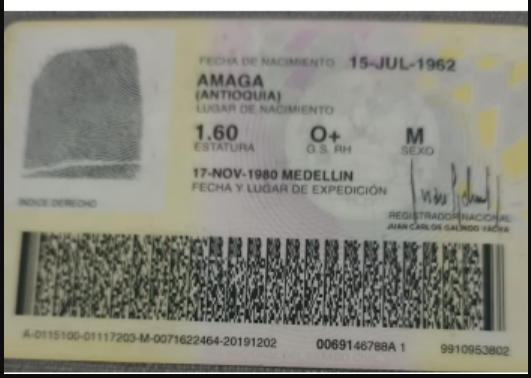 FECHA DE NACIMIENTO 15-JUL-1962
AMAGA
(ANTIOQUIA)
LUGAR DE NACIMIENTO
1.60 O+ M
ESTATURA G.S. RH SEXO
17-NOV-1980 MEDELLIN
FECHA Y LUGAR DE EXPEDICIÓN
INDICE DERECHO
REGISTRADOR NACIONAL
JUAN CARLOS GALINDO VACHA
A-0115100-01117203-M-0071622464-20191202 0069146788A 1 9910953802